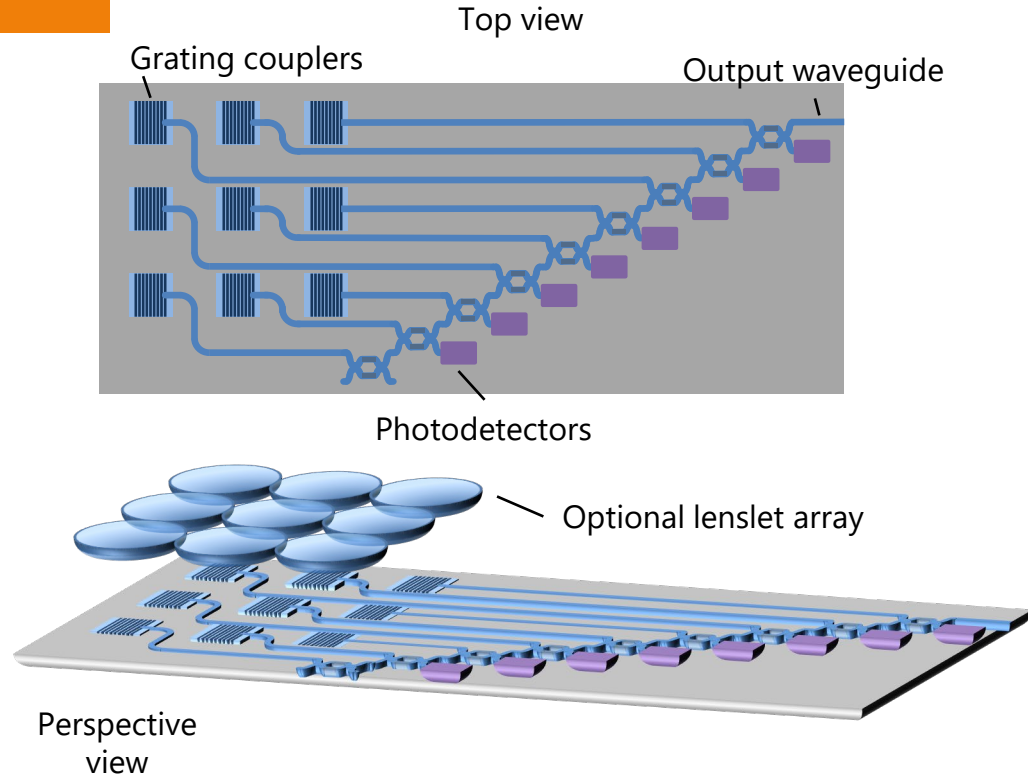 Top view
Grating couplers
Output waveguide
Photodetectors
Optional lenslet array
Perspective
view